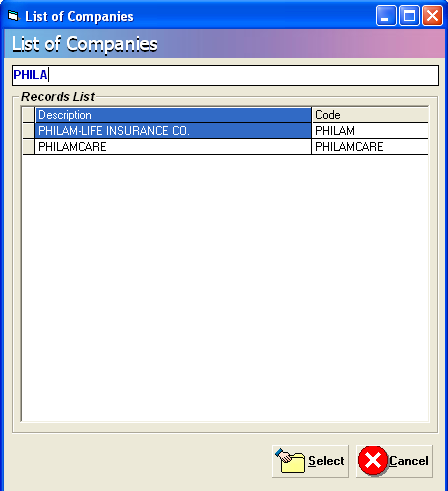 List of Companies
List of Companies
PHILA
Records List
Description Code
PHILAM-LIFE INSURANCE CO. PHILAM
PHILAMCARE PHILAMCARE
Select Cancel